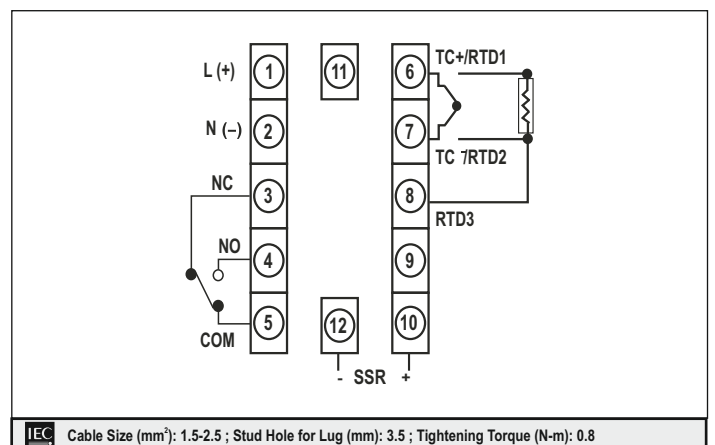 L (+) 1 11 6 TC+/RTD1
N (–) 2 7
TC -/RTD2
NC 3 8
RTD3
NO 4 9
5 12 10
COM
- SSR +
IEC Cable Size (mm²): 1.5-2.5 ; Stud Hole for Lug (mm): 3.5 ; Tightening Torque (N-m): 0.8